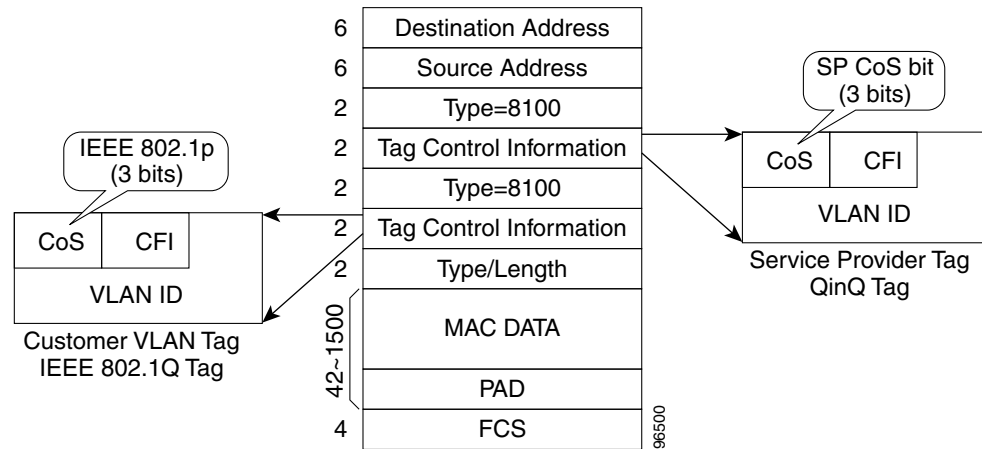 6 Destination Address
6 Source Address
2 Type=8100
2 Tag Control Information
2 Type=8100
2 Tag Control Information
2 Type/Length
42~1500
MAC DATA
PAD
4 FCS
96500
IEEE 802.1p
(3 bits)
CoS CFI
VLAN ID
Customer VLAN Tag
IEEE 802.1Q Tag
SP CoS bit
(3 bits)
CoS CFI
VLAN ID
Service Provider Tag
QinQ Tag